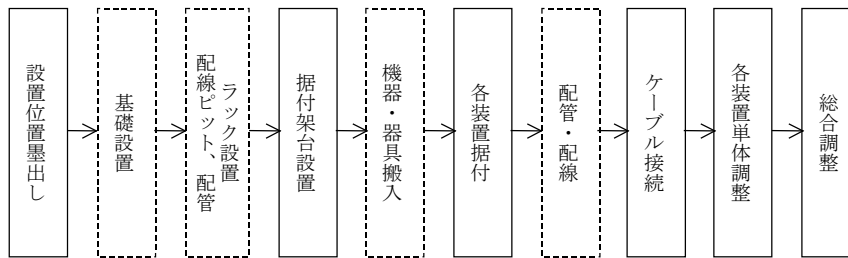 設置位置墨出し
基礎設置
配線ピット、配管
ラック設置
据付架台設置
機器・器具搬入
各装置据付
配管・配線
ケーブル接続
各装置単体調整
総合調整